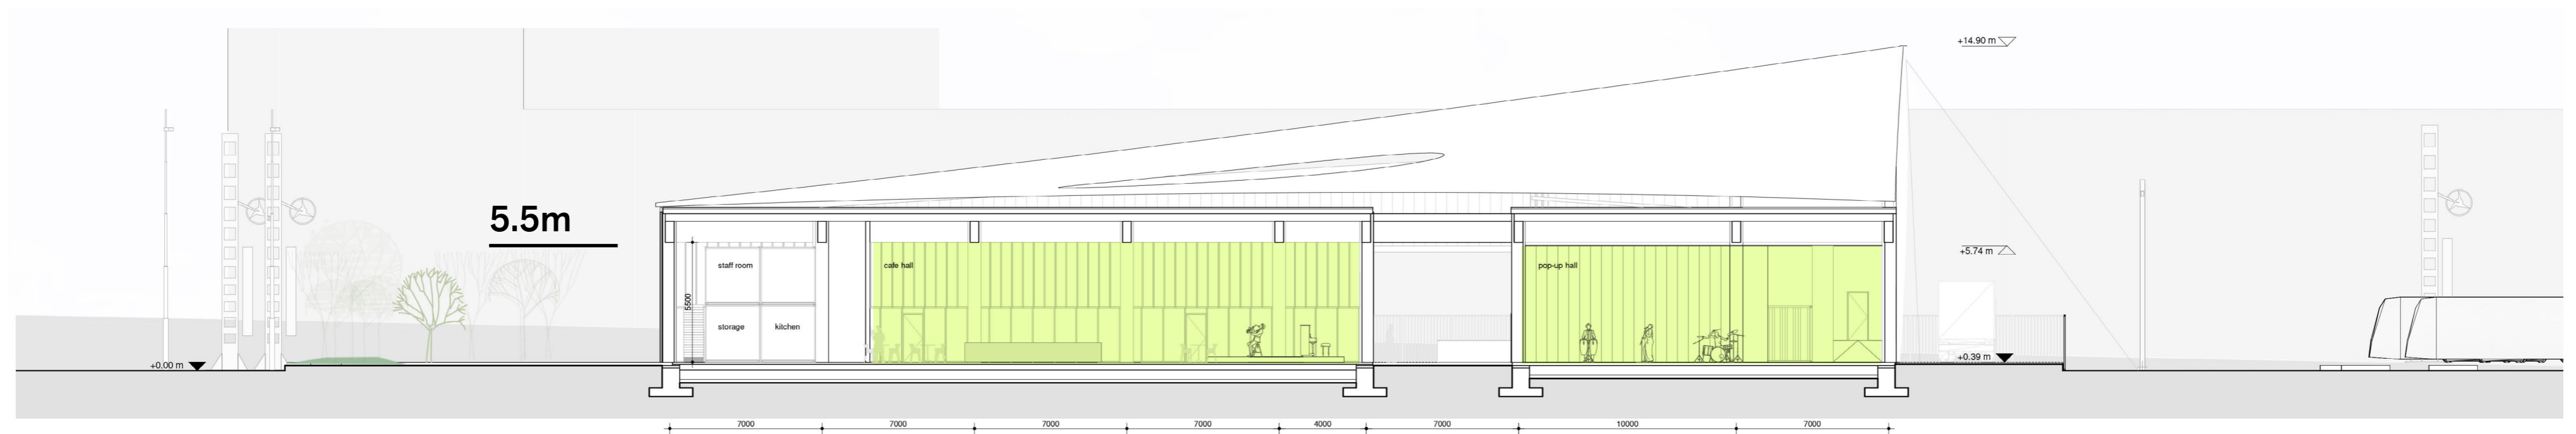 +14.90 m
5.5m
+5.74 m
staff room
cafe hall
pop-up hall
5500
storage
kitchen
+0.00 m
+0.39 m
7000
7000
7000
7000
4000
7000
10000
7000